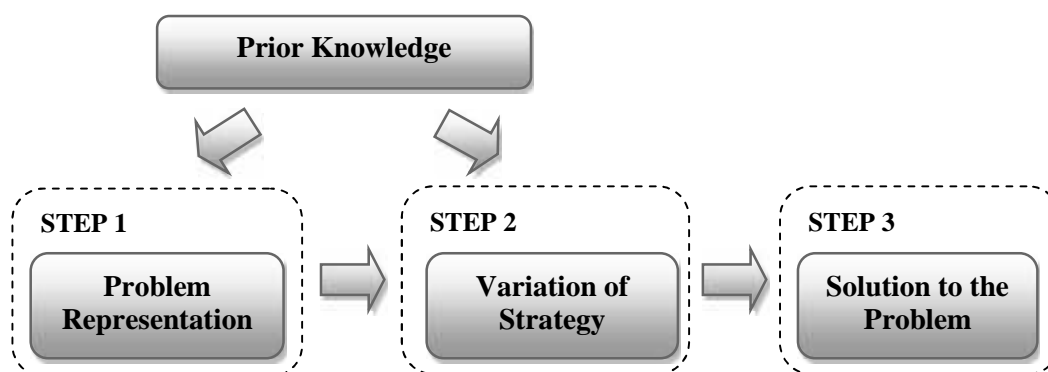 Prior Knowledge
STEP 1
Problem
Representation
STEP 2
Variation of
Strategy
STEP 3
Solution to the
Problem